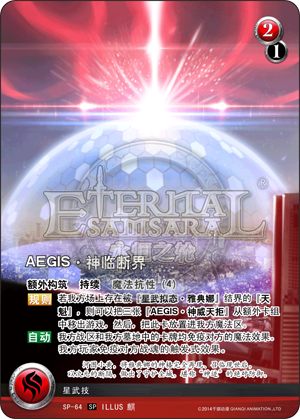 2
1
ETERNAL
SAMSARA
®
永恒之轮
AEGIS·神临断界
额外构筑 持续 魔法抗性(4)
规则 若我方场上存在被「星武拟态·雅典娜」结界的『天
魁』，则可以把三张『AEGIS·神威天拒』从额外卡组
中移出游戏，然后，把此卡放置进我方魔法区。
自动 我方战区和我方墓地中的卡牌均免疫对方的魔法效果。
我方玩家免疫对方战魂的触发式效果。
星武技
SP-64 SP ILLUS 麒
©2014千骐动漫 QIANQI ANIMATION.LTD